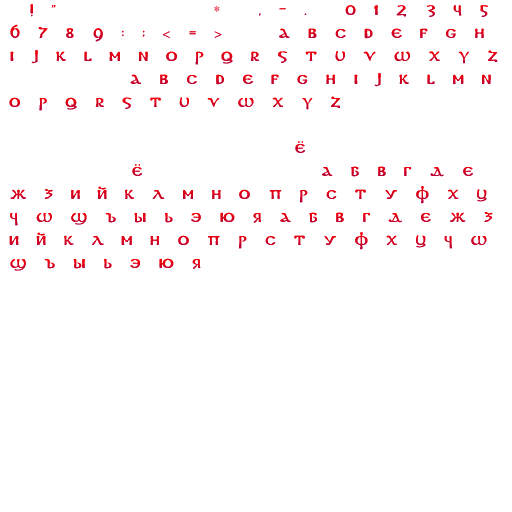 ! " * , - . 0 1 2 3 4 5
6 7 8 9 : ; < = > A B C D E F G H
I J K L M N O P Q R S T U V W X Y Z
A B C D E F G H I J K L M N
O P Q R S T U V W X Y Z
Ё
Ё А Б В Г Д Е
Ж З И Й К Л М Н О П Р С Т У Ф Х Ц
Ч Ш Щ Ъ Ы Ь Э Ю Я А Б В Г Д Е Ж З
И Й К Л М Н О П Р С Т У Ф Х Ц Ч Ш
Щ Ъ Ы Ь Э Ю Я